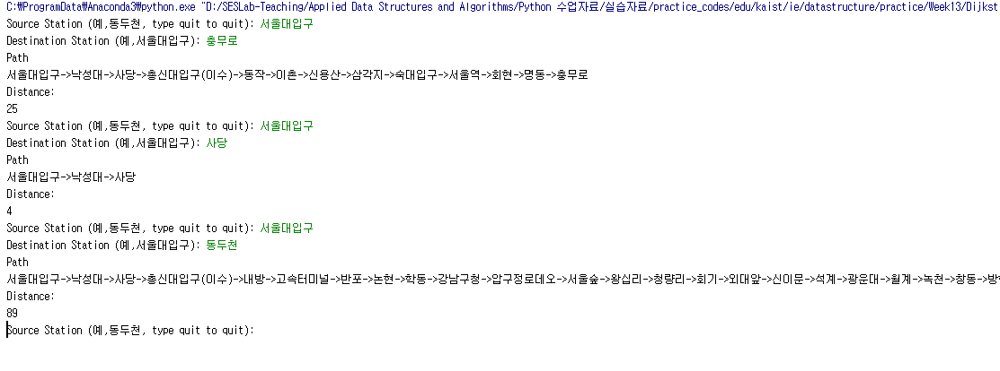 C:₩ProgramData₩Anaconda3₩python.exe "D:/SESLab-Teaching/Applied Data Structures and Algorithms/Python 수업자료/실습자료/practice_codes/edu/kaist/ie/datastructure/practice/Week13/Dijkst
Source Station (예,동두천, type quit to quit): 서울대입구
Destination Station (예,서울대입구): 충무로
Path
서울대입구->낙성대->사당->총신대입구(이수)->동작->이촌->신용산->삼각지->숙대입구->서울역->회현->명동->충무로
Distance:
25
Source Station (예,동두천, type quit to quit): 서울대입구
Destination Station (예,서울대입구): 사당
Path
서울대입구->낙성대->사당
Distance:
4
Source Station (예,동두천, type quit to quit): 서울대입구
Destination Station (예,서울대입구): 동두천
Path
서울대입구->낙성대->사당->총신대입구(이수)->내방->고속터미널->반포->논현->학동->강남구청->압구정로데오->서울숲->왕십리->청량리->회기->외대앞->신이문->석계->광운대->월계->녹천->창동->방
Distance:
89
Source Station (예,동두천, type quit to quit):